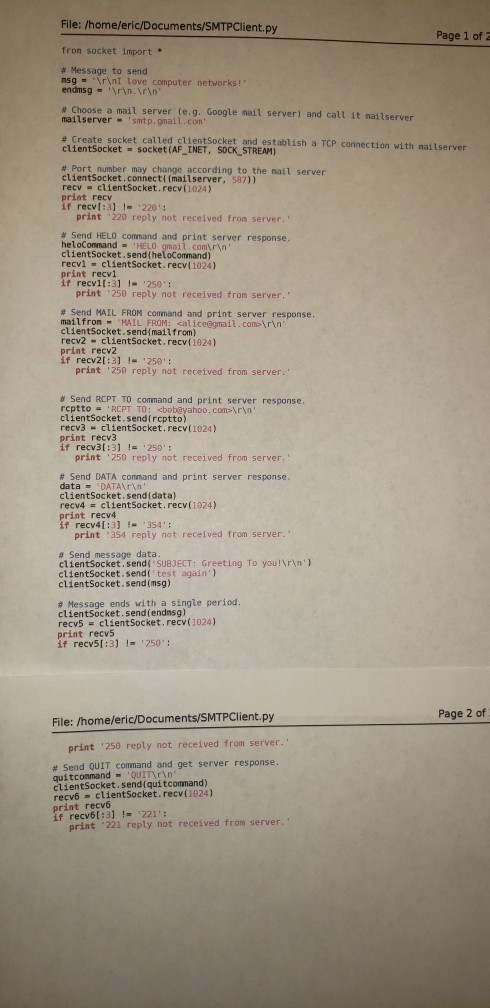 File: /home/eric/Documents/SMTPClient.py
Page 1 of 2
from socket import *
# Message to send
msg = '\r\nI love computer networks!'
endmsg = '\r\n.\r\n'
# Choose a mail server (e.g. Google mail server) and call it mailserver
mailserver = 'smtp.gmail.com'
# Create socket called clientSocket and establish a TCP connection with mailserver
clientSocket = socket(AF_INET, SOCK_STREAM)
# Port number may change according to the mail server
clientSocket.connect((mailserver, 587))
recv = clientSocket.recv(1024)
print recv
if recv[:3] != '220':
print '220 reply not received from server.'
# Send HELO command and print server response.
heloCommand = 'HELO gmail.com\r\n'
clientSocket.send(heloCommand)
recv1 = clientSocket.recv(1024)
print recv1
if recv1[:3] != '250':
print '250 reply not received from server.'
# Send MAIL FROM command and print server response.
mailfrom = 'MAIL FROM: <alice@gmail.com>\r\n'
clientSocket.send(mailfrom)
recv2 = clientSocket.recv(1024)
print recv2
if recv2[:3] != '250':
print '250 reply not received from server.'
# Send RCPT TO command and print server response.
rcptto = 'RCPT TO: <bob@yahoo.com>\r\n'
clientSocket.send(rcptto)
recv3 = clientSocket.recv(1024)
print recv3
if recv3[:3] != '250':
print '250 reply not received from server.'
# Send DATA command and print server response.
data = 'DATA\r\n'
clientSocket.send(data)
recv4 = clientSocket.recv(1024)
print recv4
if recv4[:3] != '354':
print '354 reply not received from server.'
# Send message data.
clientSocket.send('SUBJECT: Greeting To you!\r\n')
clientSocket.send('test again')
clientSocket.send(msg)
# Message ends with a single period.
clientSocket.send(endmsg)
recv5 = clientSocket.recv(1024)
print recv5
if recv5[:3] != '250':
File: /home/eric/Documents/SMTPClient.py
Page 2 of
print '250 reply not received from server.'
# Send QUIT command and get server response.
quitcommand = 'QUIT\r\n'
clientSocket.send(quitcommand)
recv6 = clientSocket.recv(1024)
print recv6
if recv6[:3] != '221':
print '221 reply not received from server.'